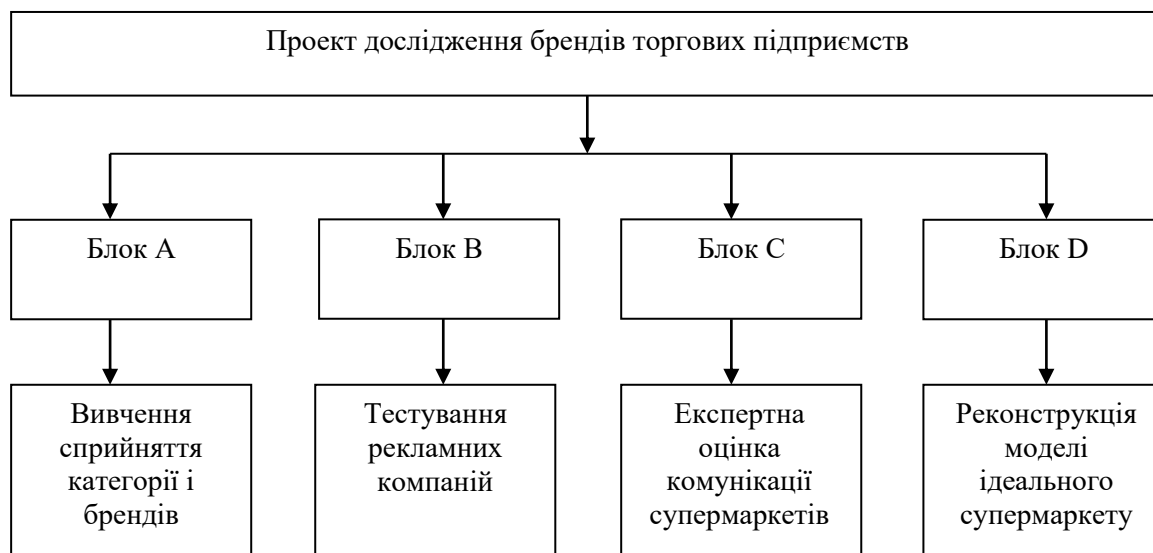 Проект дослідження брендів торгових підприємств
Блок А
Блок В
Блок С
Блок D
Вивчення
сприйняття
категорії і
брендів
Тестування
рекламних
компаній
Експертна
оцінка
комунікації
супермаркетів
Реконструкція
моделі
ідеального
супермаркету